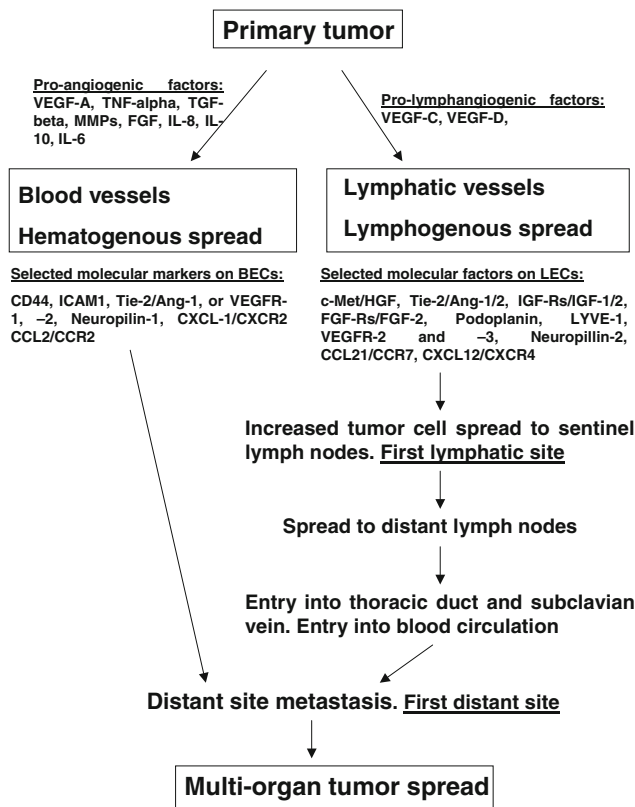 Primary tumor
Pro-angiogenic factors:
VEGF-A, TNF-alpha, TGF-
beta, MMPs, FGF, IL-8, IL-
10, IL-6
Pro-lymphangiogenic factors:
VEGF-C, VEGF-D,
Blood vessels
Hematogenous spread
Lymphatic vessels
Lymphogenous spread
Selected molecular markers on BECs:
CD44, ICAM1, Tie-2/Ang-1, or VEGFR-
1, –2, Neuropilin-1, CXCL-1/CXCR2
CCL2/CCR2
Selected molecular factors on LECs:
c-Met/HGF, Tie-2/Ang-1/2, IGF-Rs/IGF-1/2,
FGF-Rs/FGF-2, Podoplanin, LYVE-1,
VEGFR-2 and –3, Neuropillin-2,
CCL21/CCR7, CXCL12/CXCR4
Increased tumor cell spread to sentinel
lymph nodes. First lymphatic site
Spread to distant lymph nodes
Entry into thoracic duct and subclavian
vein. Entry into blood circulation
Distant site metastasis. First distant site
Multi-organ tumor spread